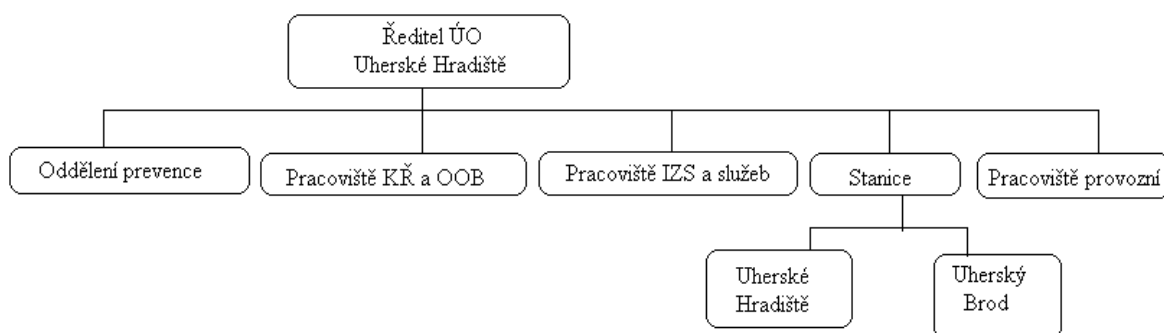 Ředitel ÚO
Uherské Hradiště
Oddělení prevence
Pracoviště KŘ a OOB
Pracoviště IZS a služeb
Stanice
Pracoviště provozní
Uherské
Hradiště
Uherský
Brod